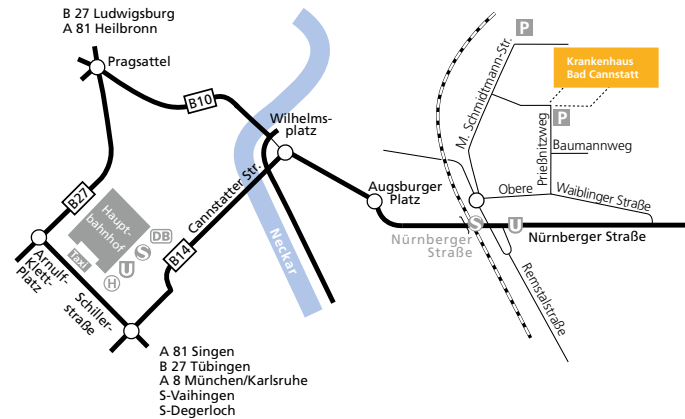 B 27 Ludwigsburg
A 81 Heilbronn
Pragsattel
B10
Wilhelms-
platz
P
Krankenhaus
Bad Cannstatt
M. Schmidtmann-Str.
P
Prießnitzweg
Baumannweg
Obere
Waiblinger Straße
Augsburger
Platz
Cannstatter Str.
B27
Haupt-
bahnhof
DB
S
U
H
Taxi
B14
Neckar
Arnulf-
Klett-
Platz
Schiller-
straße
S
U
Nürnberger
Straße
Nürnberger Straße
Remstalstraße
A 81 Singen
B 27 Tübingen
A 8 München/Karlsruhe
S-Vaihingen
S-Degerloch